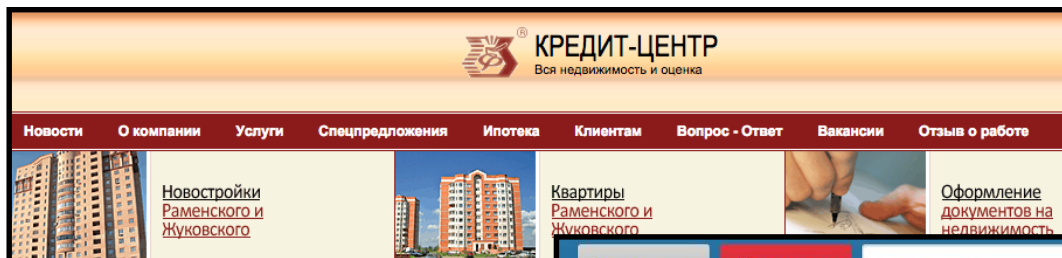 ®
КРЕДИТ-ЦЕНТР
Вся недвижимость и оценка
Новости О компании Услуги Спецпредложения Ипотека Клиентам Вопрос - Ответ Вакансии Отзыв о работе
Новостройки
Раменского и
Жуковского
Квартиры
Раменского и
Жуковского
Оформление
документов на
недвижимость